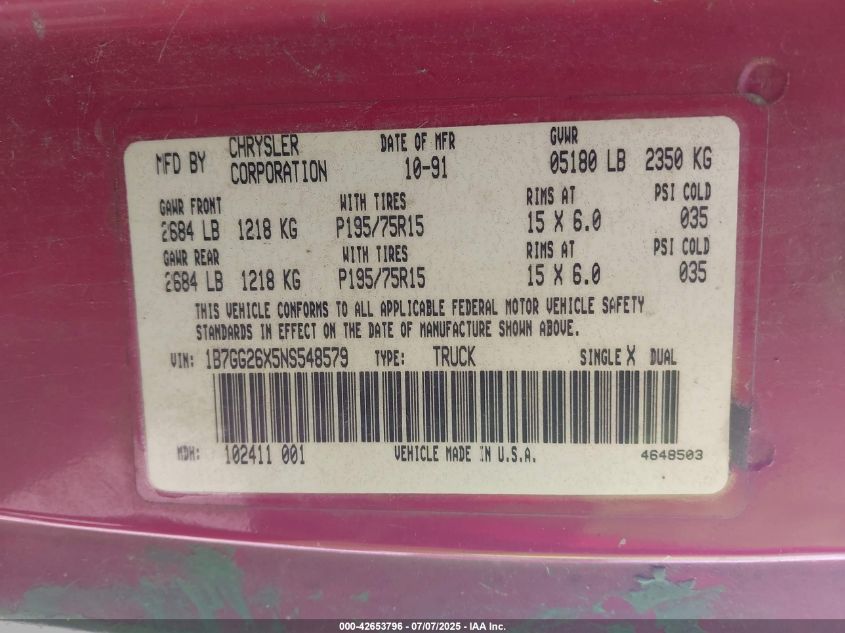 MFD BY CHRYSLER CORPORATION DATE OF MFR 10-91 GVWR 05180 LB 2350 KG
GAWR FRONT WITH TIRES RIMS AT PSI COLD
2684 LB 1218 KG P195/75R15 15 X 6.0 035
GAWR REAR WITH TIRES RIMS AT PSI COLD
2684 LB 1218 KG P195/75R15 15 X 6.0 035
THIS VEHICLE CONFORMS TO ALL APPLICABLE FEDERAL MOTOR VEHICLE SAFETY
STANDARDS IN EFFECT ON THE DATE OF MANUFACTURE SHOWN ABOVE.
VIN: 1B7GG26X5NS548579 TYPE: TRUCK SINGLE X DUAL
MDH: 102411 001 VEHICLE MADE IN U.S.A. 4648503
000-42653796 - 07/07/2025 - IAA Inc.